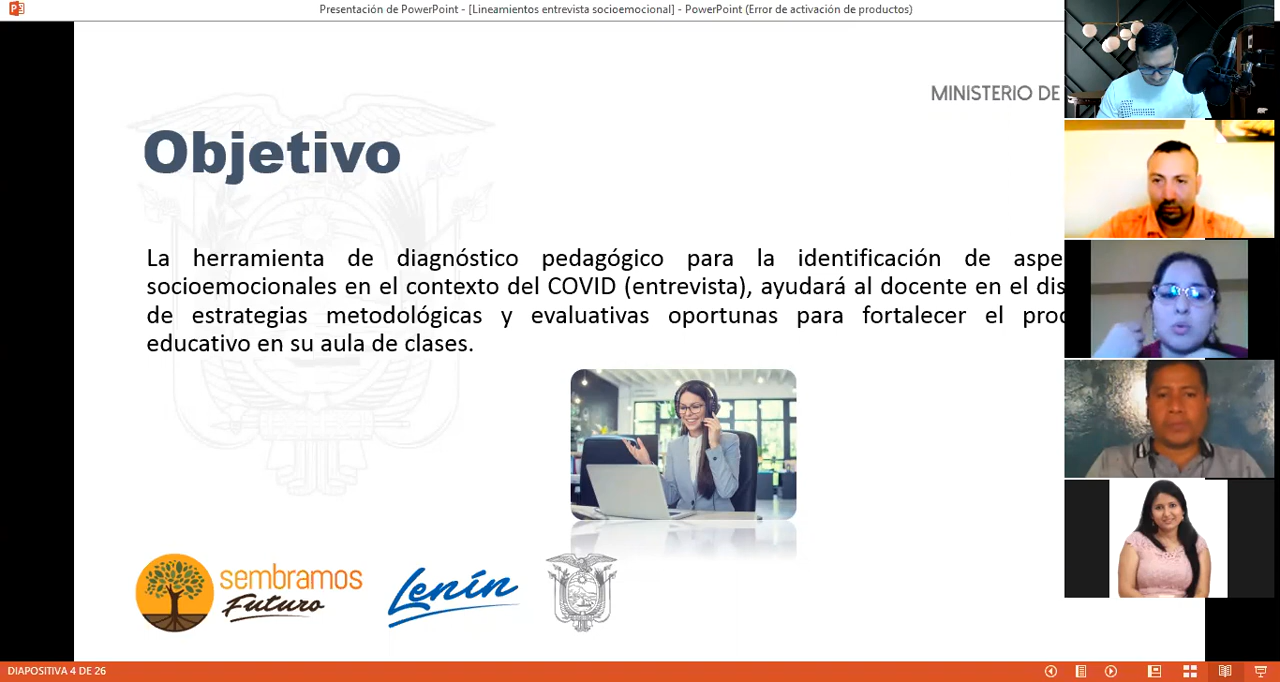 Presentación de PowerPoint - [Lineamientos entrevista socioemocional] - PowerPoint (Error de activación de productos)
MINISTERIO DE
Objetivo
La herramienta de diagnóstico pedagógico para la identificación de aspe
socioemocionales en el contexto del COVID (entrevista), ayudará al docente en el dis
de estrategias metodológicas y evaluativas oportunas para fortalecer el proc
educativo en su aula de clases.
sembramos
Futuro
Lenín
DIAPOSITIVA 4 DE 26